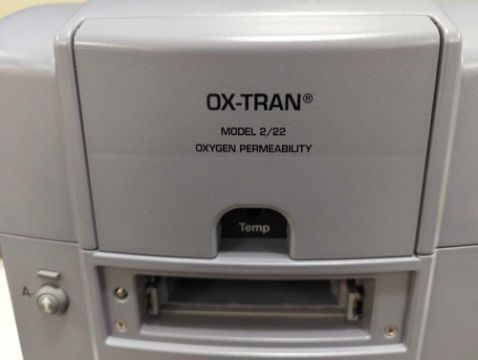 OX-TRAN®
MODEL 2/22
OXYGEN PERMEABILITY
Temp
A